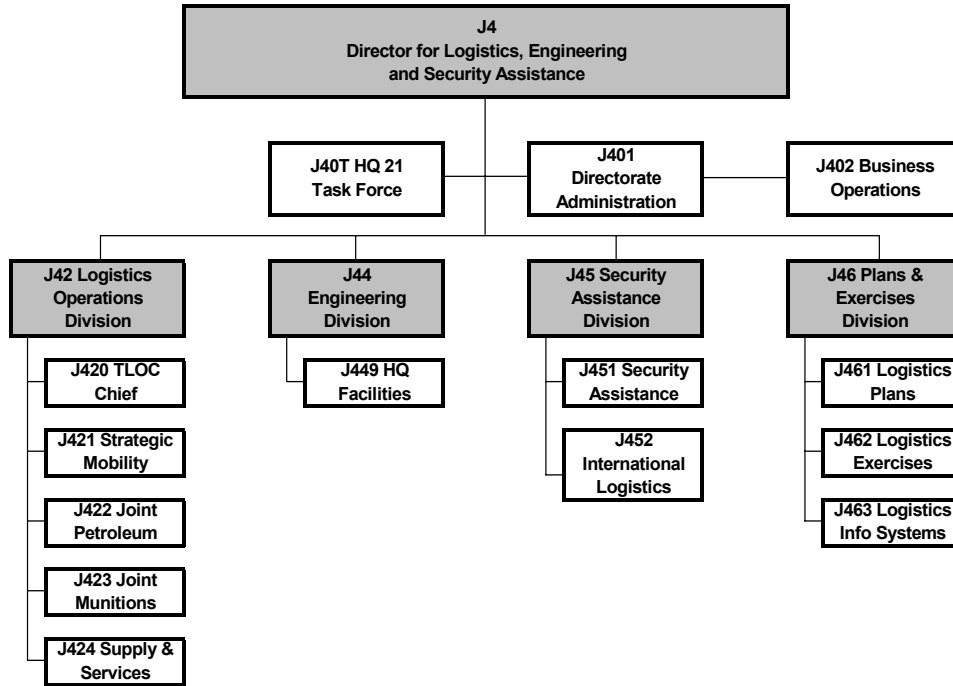 J4
Director for Logistics, Engineering
and Security Assistance
J40T HQ 21
Task Force
J401
Directorate
Administration
J402 Business
Operations
J42 Logistics
Operations
Division
J44
Engineering
Division
J45 Security
Assistance
Division
J46 Plans &
Exercises
Division
J420 TLOC
Chief
J421 Strategic
Mobility
J422 Joint
Petroleum
J423 Joint
Munitions
J424 Supply &
Services
J449 HQ
Facilities
J451 Security
Assistance
J452
International
Logistics
J461 Logistics
Plans
J462 Logistics
Exercises
J463 Logistics
Info Systems